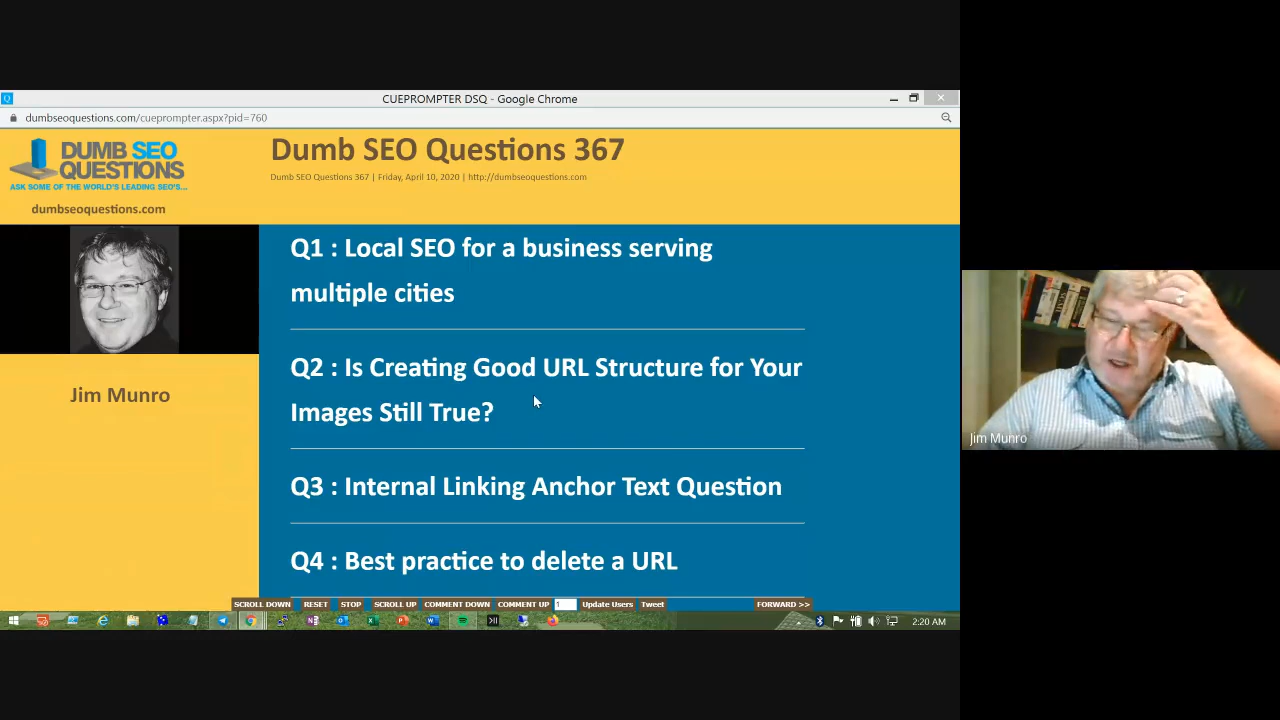 CUEPROMPTER DSQ - Google Chrome
dumbseoquestions.com/cueprompter.aspx?pid=760
DUMB SEO
QUESTIONS
ASK SOME OF THE WORLD'S LEADING SEO'S...
dumbseoquestions.com
Dumb SEO Questions 367
Dumb SEO Questions 367 | Friday, April 10, 2020 | http://dumbseoquestions.com
Jim Munro
Q1 : Local SEO for a business serving
multiple cities
Q2 : Is Creating Good URL Structure for Your
Images Still True?
Q3 : Internal Linking Anchor Text Question
Q4 : Best practice to delete a URL
Jim Munro
SCROLL DOWN RESET STOP SCROLL UP COMMENT DOWN COMMENT UP 1 Update Users Tweet FORWARD >>
2:20 AM